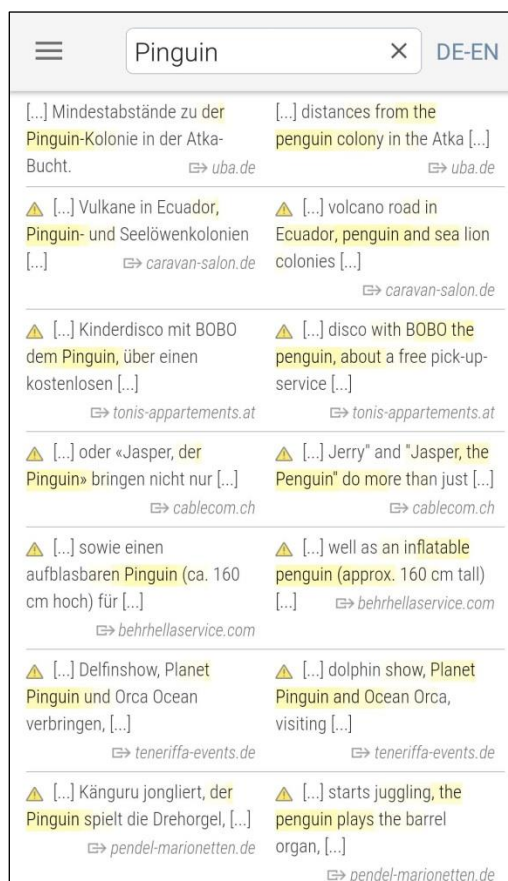 Pinguin
DE-EN
[...] Mindestabstände zu der
Pinguin-Kolonie in der Atka-
Bucht.
uba.de
[...] distances from the
penguin colony in the Atka [...]
uba.de
[...] Vulkane in Ecuador,
Pinguin- und Seelöwenkolonien
[...]
caravan-salon.de
[...] volcano road in
Ecuador, penguin and sea lion
colonies [...]
caravan-salon.de
[...] Kinderdisco mit BOBO
dem Pinguin, über einen
kostenlosen [...]
tonis-appartements.at
[...] disco with BOBO the
penguin, about a free pick-up-
service [...]
tonis-appartements.at
[...] oder «Jasper, der
Pinguin» bringen nicht nur [...]
cablecom.ch
[...] Jerry" and "Jasper, the
Penguin" do more than just [...]
cablecom.ch
[...] sowie einen
aufblasbaren Pinguin (ca. 160
cm hoch) für [...]
behrhellaservice.com
[...] well as an inflatable
penguin (approx. 160 cm tall)
[...]
behrhellaservice.com
[...] Delfinshow, Planet
Pinguin und Orca Ocean
verbringen, [...]
teneriffa-events.de
[...] dolphin show, Planet
Pinguin and Ocean Orca,
visiting [...]
teneriffa-events.de
[...] Känguru jongliert, der
Pinguin spielt die Drehorgel, [...]
pendel-marionetten.de
[...] starts juggling, the
penguin plays the barrel
organ, [...]
pendel-marionetten.de